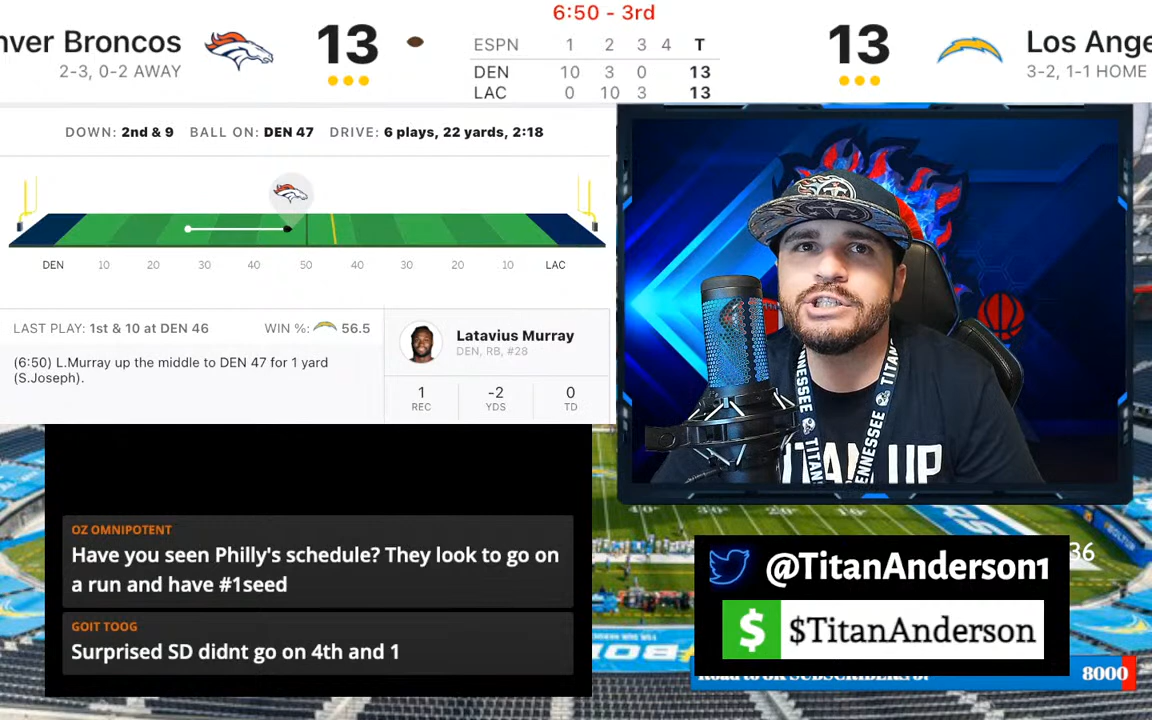 6:50 - 3rd
nver Broncos
2-3, 0-2 AWAY
13
ESPN 1 2 3 4 T
DEN 10 3 0 13
LAC 0 10 3 13
13
Los Ange
3-2, 1-1 HOME
DOWN: 2nd & 9 BALL ON: DEN 47 DRIVE: 6 plays, 22 yards, 2:18
DEN 10 20 30 40 50 40 30 20 10 LAC
LAST PLAY: 1st & 10 at DEN 46 WIN %: 56.5
(6:50) L.Murray up the middle to DEN 47 for 1 yard
(S.Joseph).
Latavius Murray
DEN, RB, #28
1 -2 0
REC YDS TD
TENNESSEE TITANS
TITAN UP
OZ OMNIPOTENT
Have you seen Philly's schedule? They look to go on
a run and have #1seed
GOIT TOOG
Surprised SD didnt go on 4th and 1
36
@TitanAnderson1
$ $TitanAnderson
8000